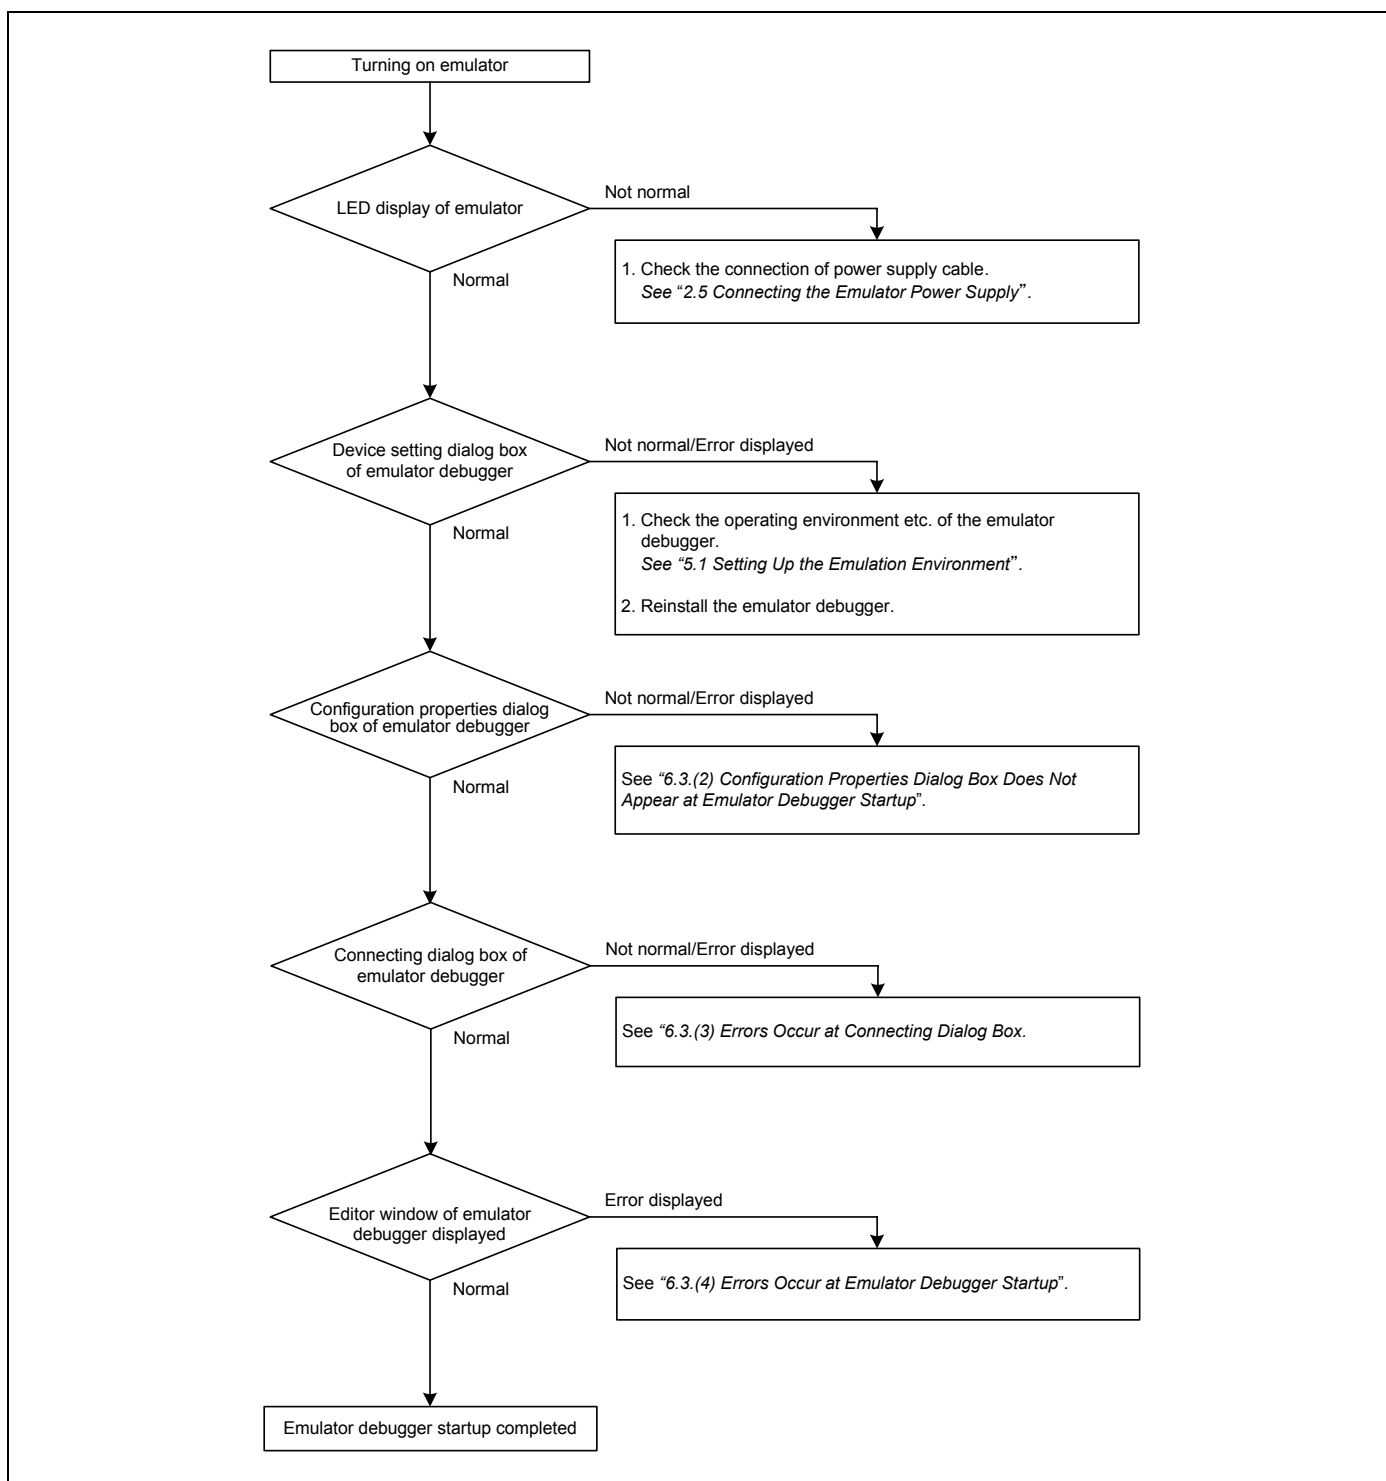 Turning on emulator
LED display of emulator
Not normal
Normal
1. Check the connection of power supply cable.
See “2.5 Connecting the Emulator Power Supply”.
Device setting dialog box
of emulator debugger
Not normal/Error displayed
Normal
1. Check the operating environment etc. of the emulator
debugger.
See “5.1 Setting Up the Emulation Environment”.
2. Reinstall the emulator debugger.
Configuration properties dialog
box of emulator debugger
Not normal/Error displayed
Normal
See “6.3.(2) Configuration Properties Dialog Box Does Not
Appear at Emulator Debugger Startup”.
Connecting dialog box of
emulator debugger
Not normal/Error displayed
Normal
See “6.3.(3) Errors Occur at Connecting Dialog Box.
Editor window of emulator
debugger displayed
Error displayed
Normal
See “6.3.(4) Errors Occur at Emulator Debugger Startup”.
Emulator debugger startup completed